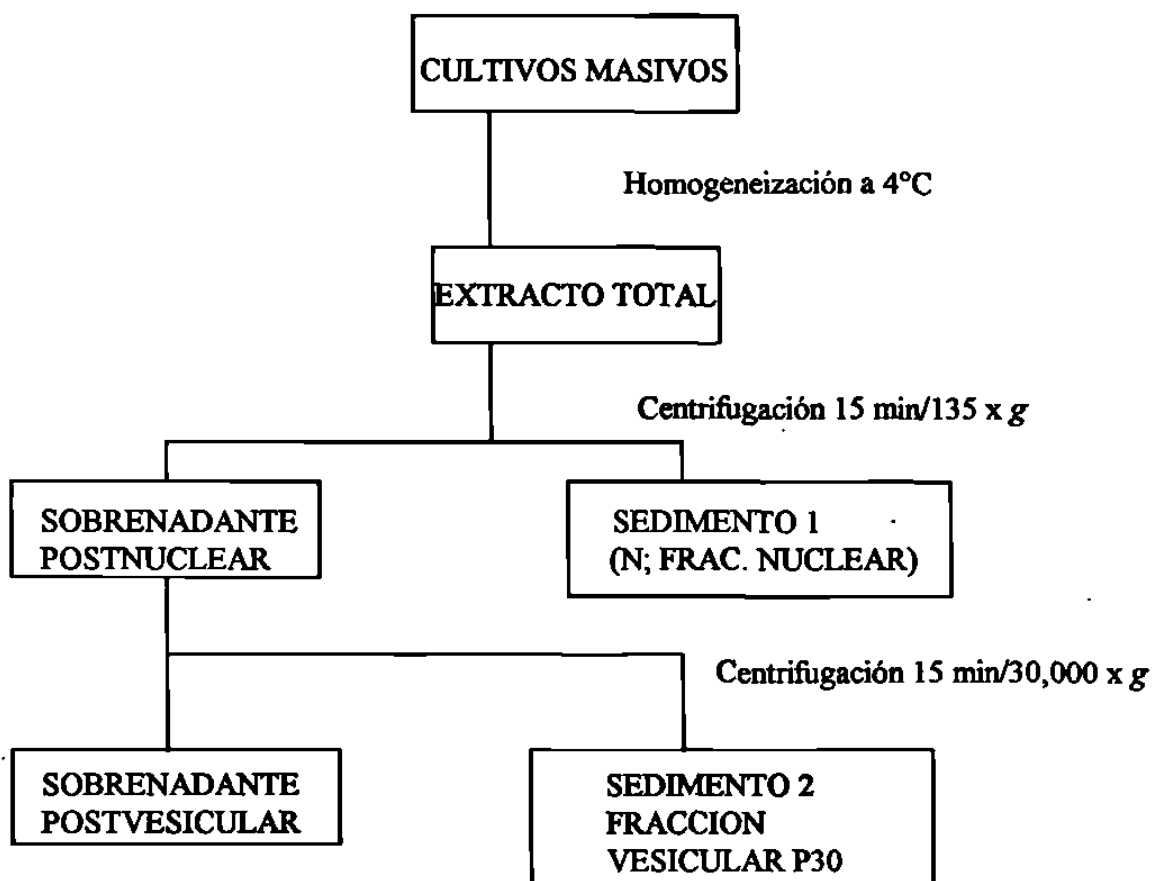 CULTIVOS MASIVOS
Homogeneización a 4°C
EXTRACTO TOTAL
Centrifugación 15 min/135 x g
SOBRENADANTE
POSTNUCLEAR
SEDIMENTO 1
(N; FRAC. NUCLEAR)
Centrifugación 15 min/30,000 x g
SOBRENADANTE
POSTVESICULAR
SEDIMENTO 2
FRACCION
VESICULAR P30